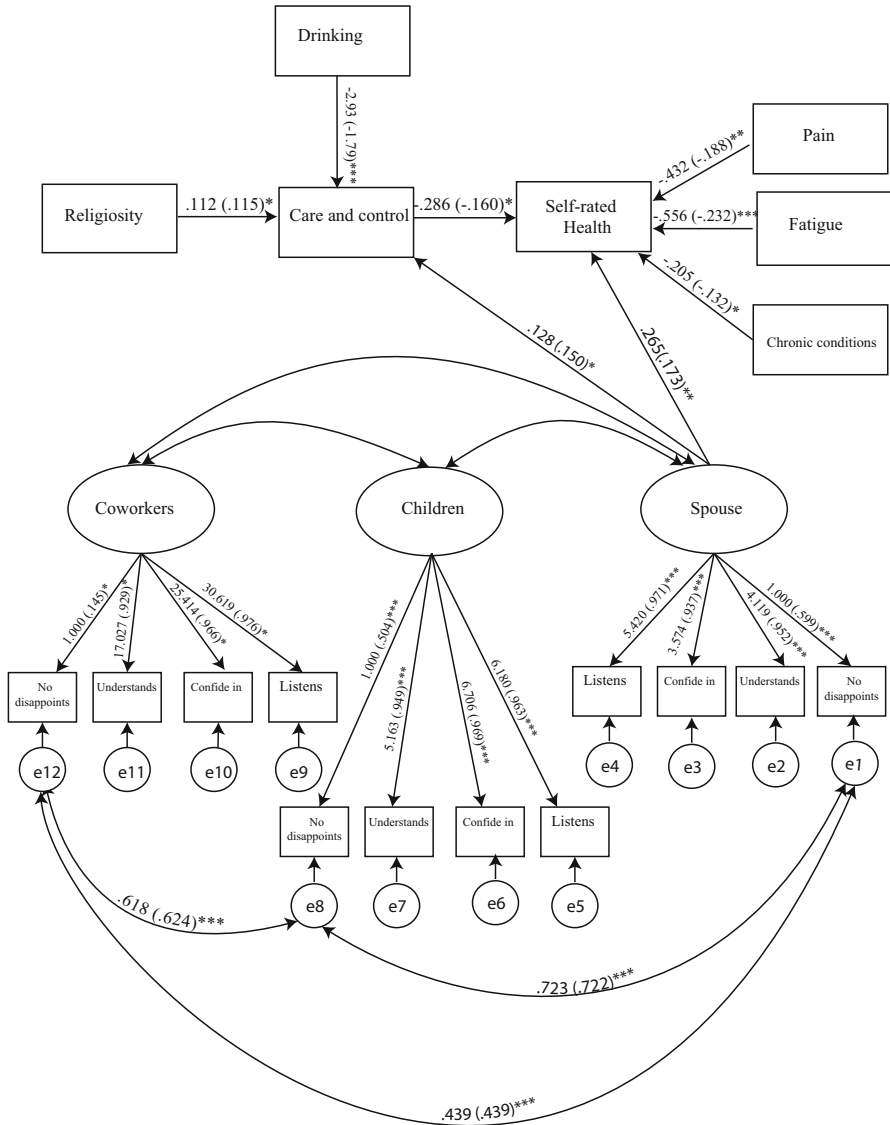 Drinking
-2.93 (-1.79)****
Pain
-.432 (-.188)**
Religiosity
.112 (.115)*
Care and control
-.286 (-.160)*
Self-rated
Health
-.556 (-.232)***
Fatigue
-.205 (-.132)*
Chronic conditions
.128 (.150)*
.265(.173)**
Coworkers
Children
Spouse
1.000 (.145)*
17.027 (.929)*
25.414 (.966)*
30.619 (.976)*
1.000 (.504)***
5.163 (.949)***
6.706 (.969)***
6.180 (.963)***
5.420 (.971)***
3.574 (.937)***
4.119 (.952)***
1.000 (.599)***
No
disappoints
Understands
Confide in
Listens
Listens
Confide in
Understands
No
disappoints
e12
e11
e10
e9
e4
e3
e2
e1
No
disappoints
Understands
Confide in
Listens
e8
e7
e6
e5
.618 (.624)***
.723 (.722)***
.439 (.439)***